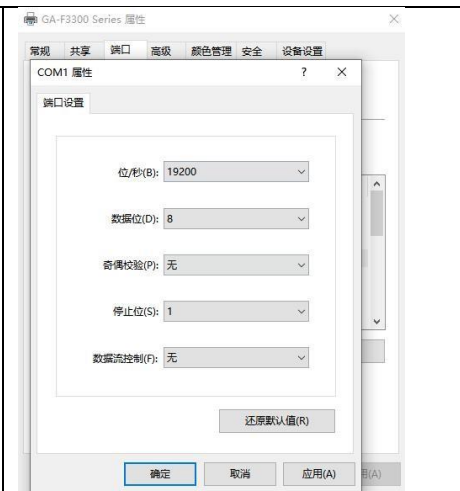 GA-F3300 Series 属性
常规 共享 端口 高级 颜色管理 安全 设备设置
COM1 属性
端口设置
位/秒(B): 19200
数据位(D): 8
奇偶校验(P): 无
停止位(S): 1
数据流控制(F): 无
还原默认值(R)
确定 取消 应用(A)